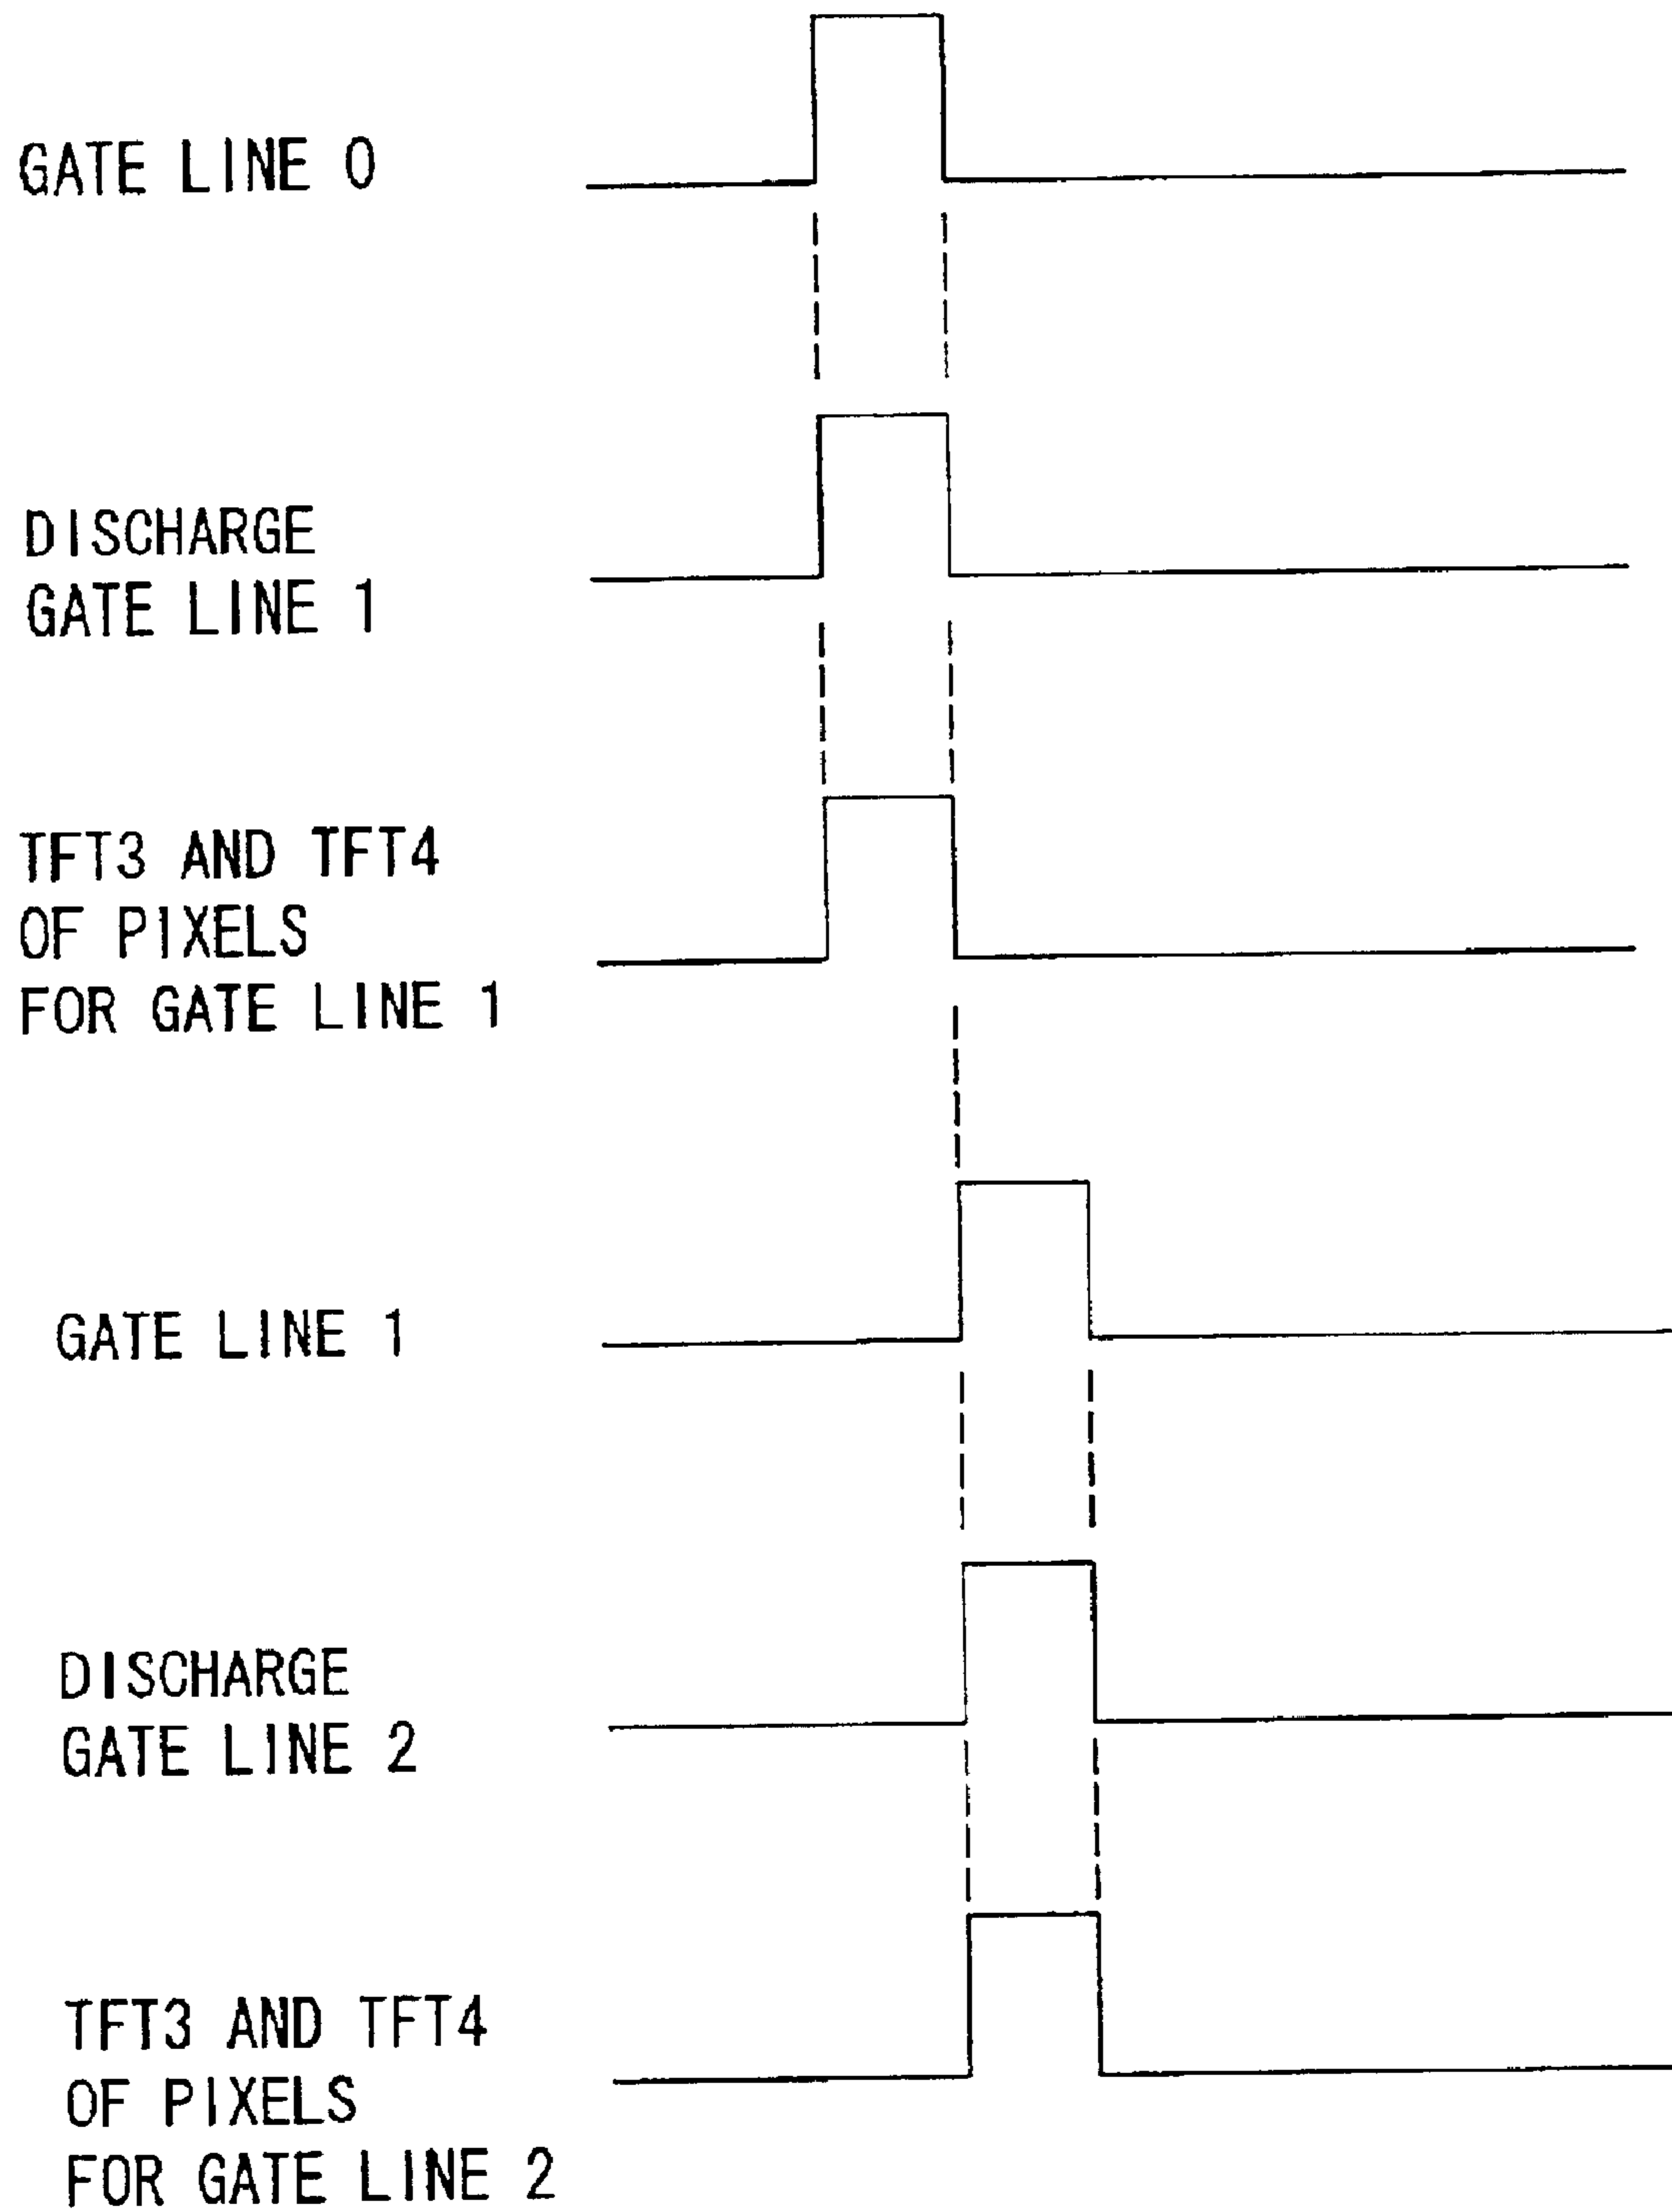 GATE LINE 0
DISCHARGE
GATE LINE 1
TFT3 AND TFT4
OF PIXELS
FOR GATE LINE 1
GATE LINE 1
DISCHARGE
GATE LINE 2
TFT3 AND TFT4
OF PIXELS
FOR GATE LINE 2